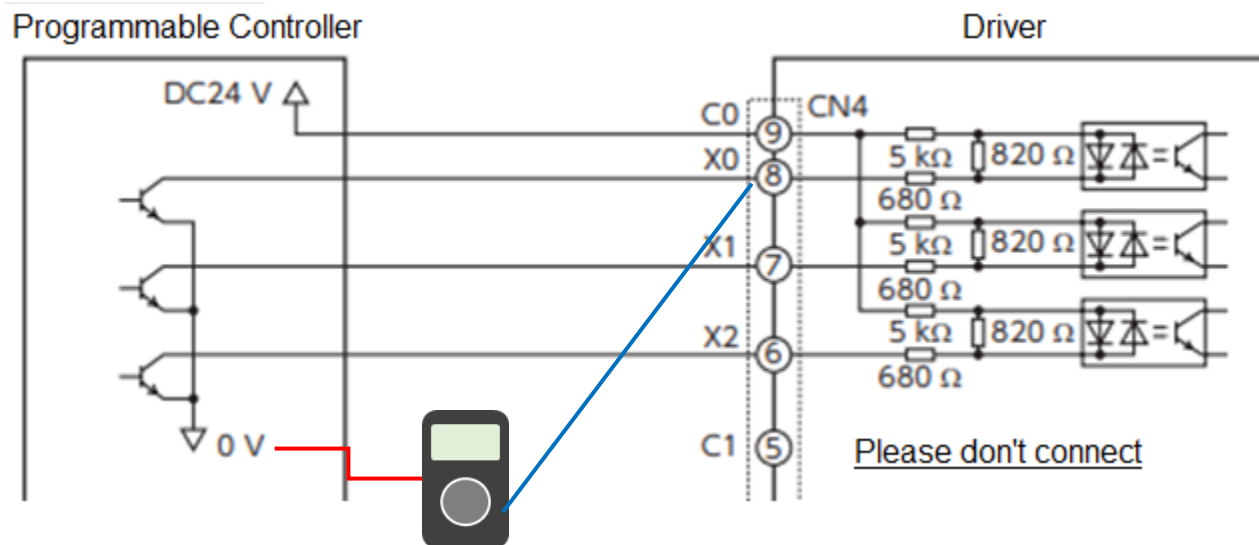 Programmable Controller
Driver
DC24 V
C0
9
CN4
5 kΩ
820 Ω
=
X0
8
680 Ω
X1
7
5 kΩ
820 Ω
=
680 Ω
X2
6
5 kΩ
820 Ω
=
680 Ω
0 V
C1
5
Please don't connect